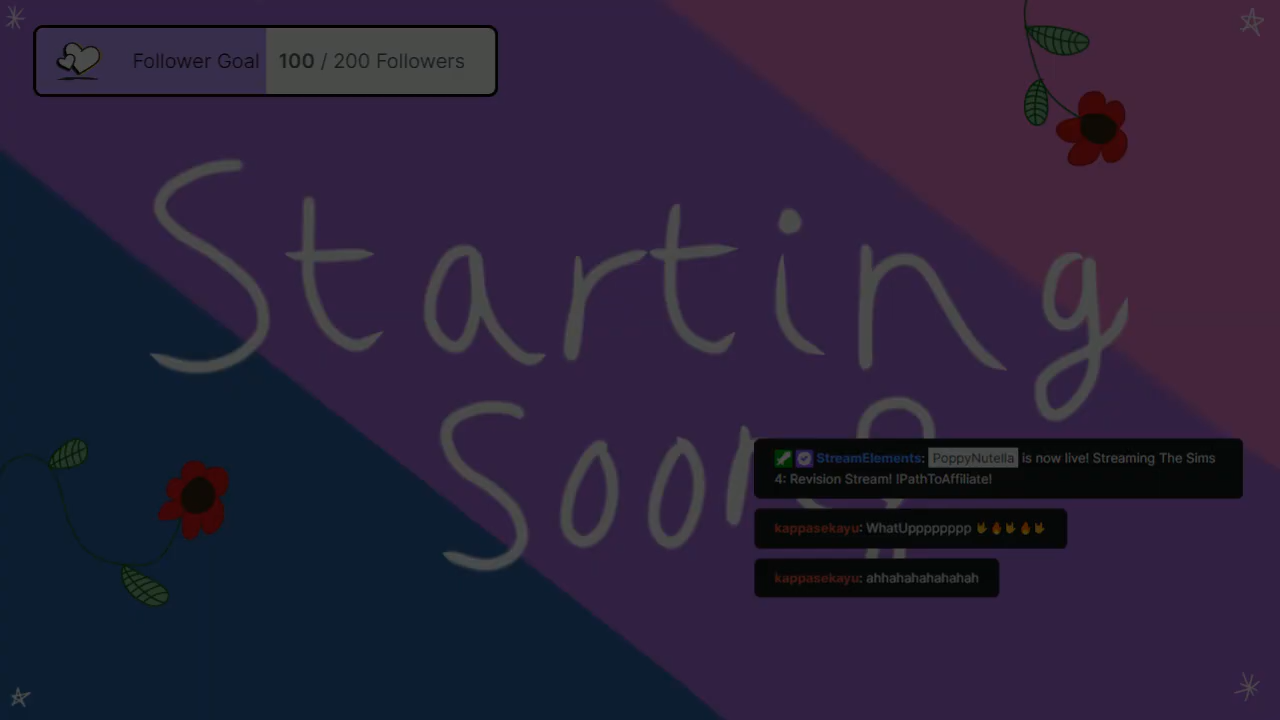 Follower Goal 100 / 200 Followers
Starting
Soon
StreamElements: PoppyNutella is now live! Streaming The Sims
4: Revision Stream! !PathToAffiliate!
kappasekayu: WhatUpppppppp 🤟🔥🤟🔥🤟
kappasekayu: ahhahahahahahah